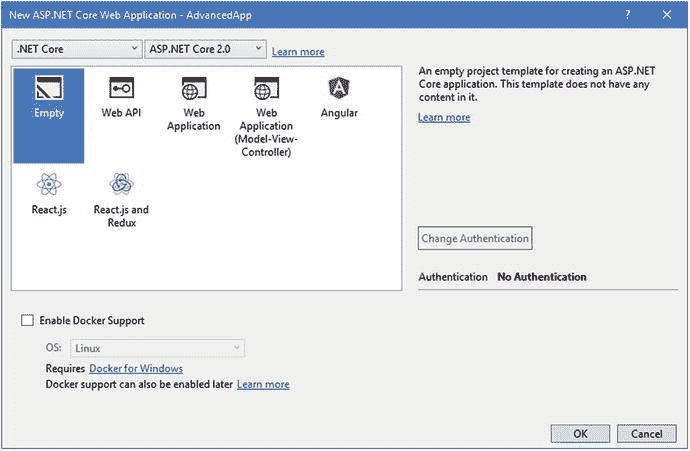 New ASP.NET Core Web Application - AdvancedApp
? ×
.NET Core
ASP.NET Core 2.0
Learn more
Empty
Web API
Web
Application
Web
Application
(Model-View-
Controller)
Angular
React.js
React.js and
Redux
An empty project template for creating an ASP.NET
Core application. This template does not have any
content in it.
Learn more
Change Authentication
Authentication No Authentication
Enable Docker Support
OS: Linux
Requires Docker for Windows
Docker support can also be enabled later Learn more
OK
Cancel